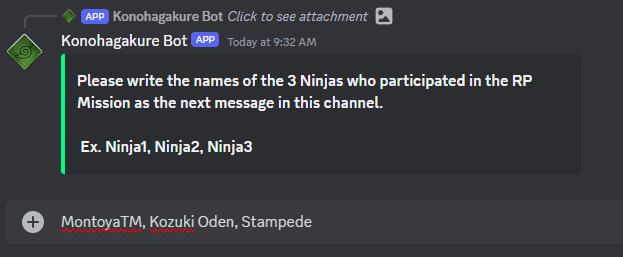 APP Konohagakure Bot Click to see attachment
Konohagakure Bot APP Today at 9:32 AM
Please write the names of the 3 Ninjas who participated in the RP
Mission as the next message in this channel.
Ex. Ninja1, Ninja2, Ninja3
MontoyaTM, Kozuki Oden, Stampede